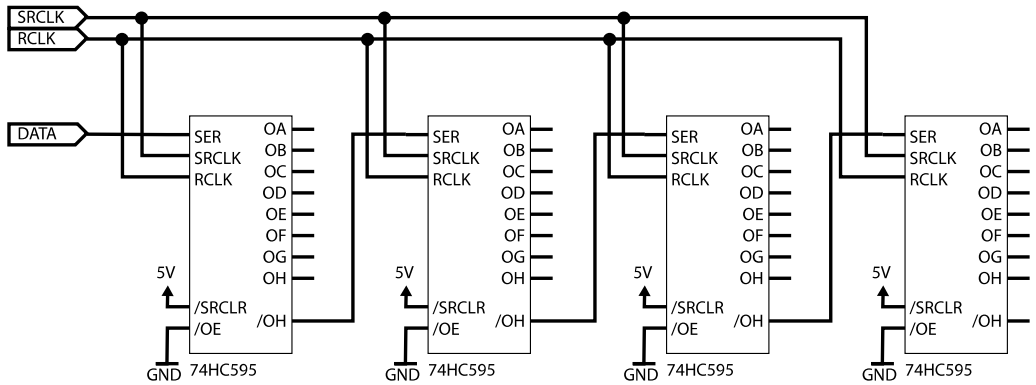 SRCLK
RCLK
DATA
SER
SRCLK
RCLK
5V
/SRCLR
/OE
GND
OA
OB
OC
OD
OE
OF
OG
OH
/OH
74HC595
SER
SRCLK
RCLK
5V
/SRCLR
/OE
GND
OA
OB
OC
OD
OE
OF
OG
OH
/OH
74HC595
SER
SRCLK
RCLK
5V
/SRCLR
/OE
GND
OA
OB
OC
OD
OE
OF
OG
OH
/OH
74HC595
SER
SRCLK
RCLK
5V
/SRCLR
/OE
GND
OA
OB
OC
OD
OE
OF
OG
OH
/OH
74HC595